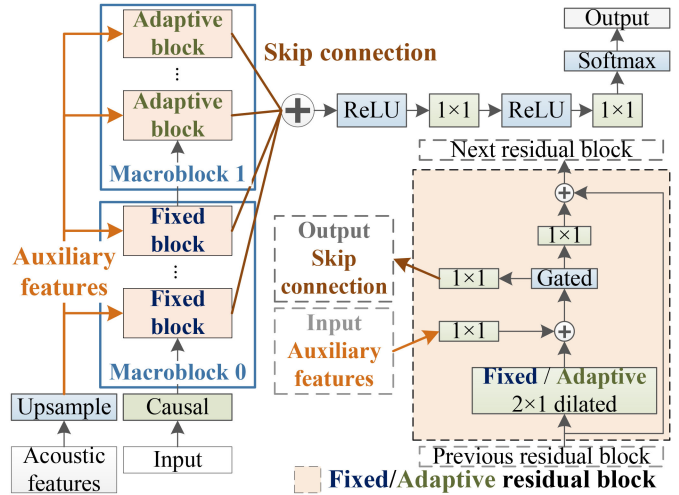 Adaptive
block
...
Adaptive
block
Macroblock 1
Fixed
block
...
Fixed
block
Macroblock 0
Auxiliary
features
Upsample
Causal
Acoustic
features
Input
Skip connection
+
ReLU
1×1
ReLU
1×1
Softmax
Output
Next residual block
+
1×1
Output
Skip
connection
1×1
Gated
Input
Auxiliary
features
1×1
+
Fixed / Adaptive
2×1 dilated
Previous residual block
Fixed/Adaptive residual block